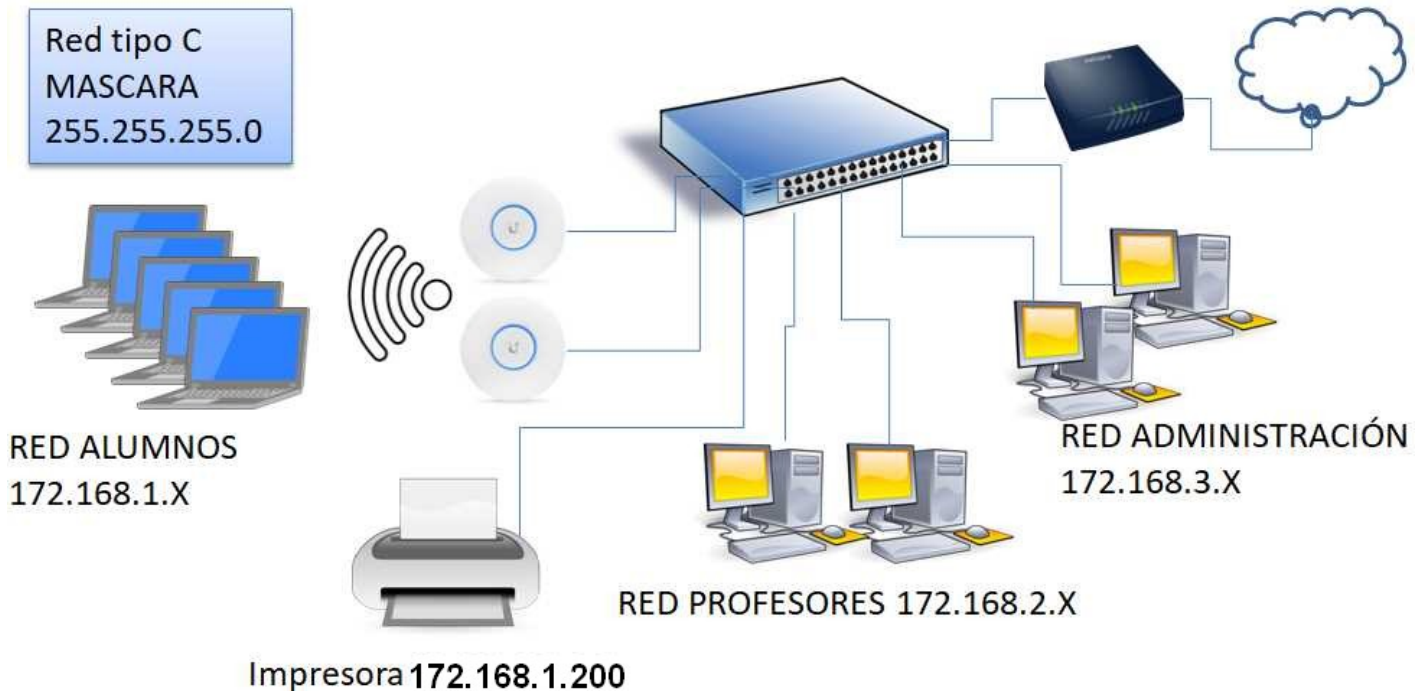 Red tipo C
MASCARA
255.255.255.0
RED ALUMNOS
172.168.1.X
RED ADMINISTRACIÓN
172.168.3.X
RED PROFESORES 172.168.2.X
Impresora 172.168.1.200